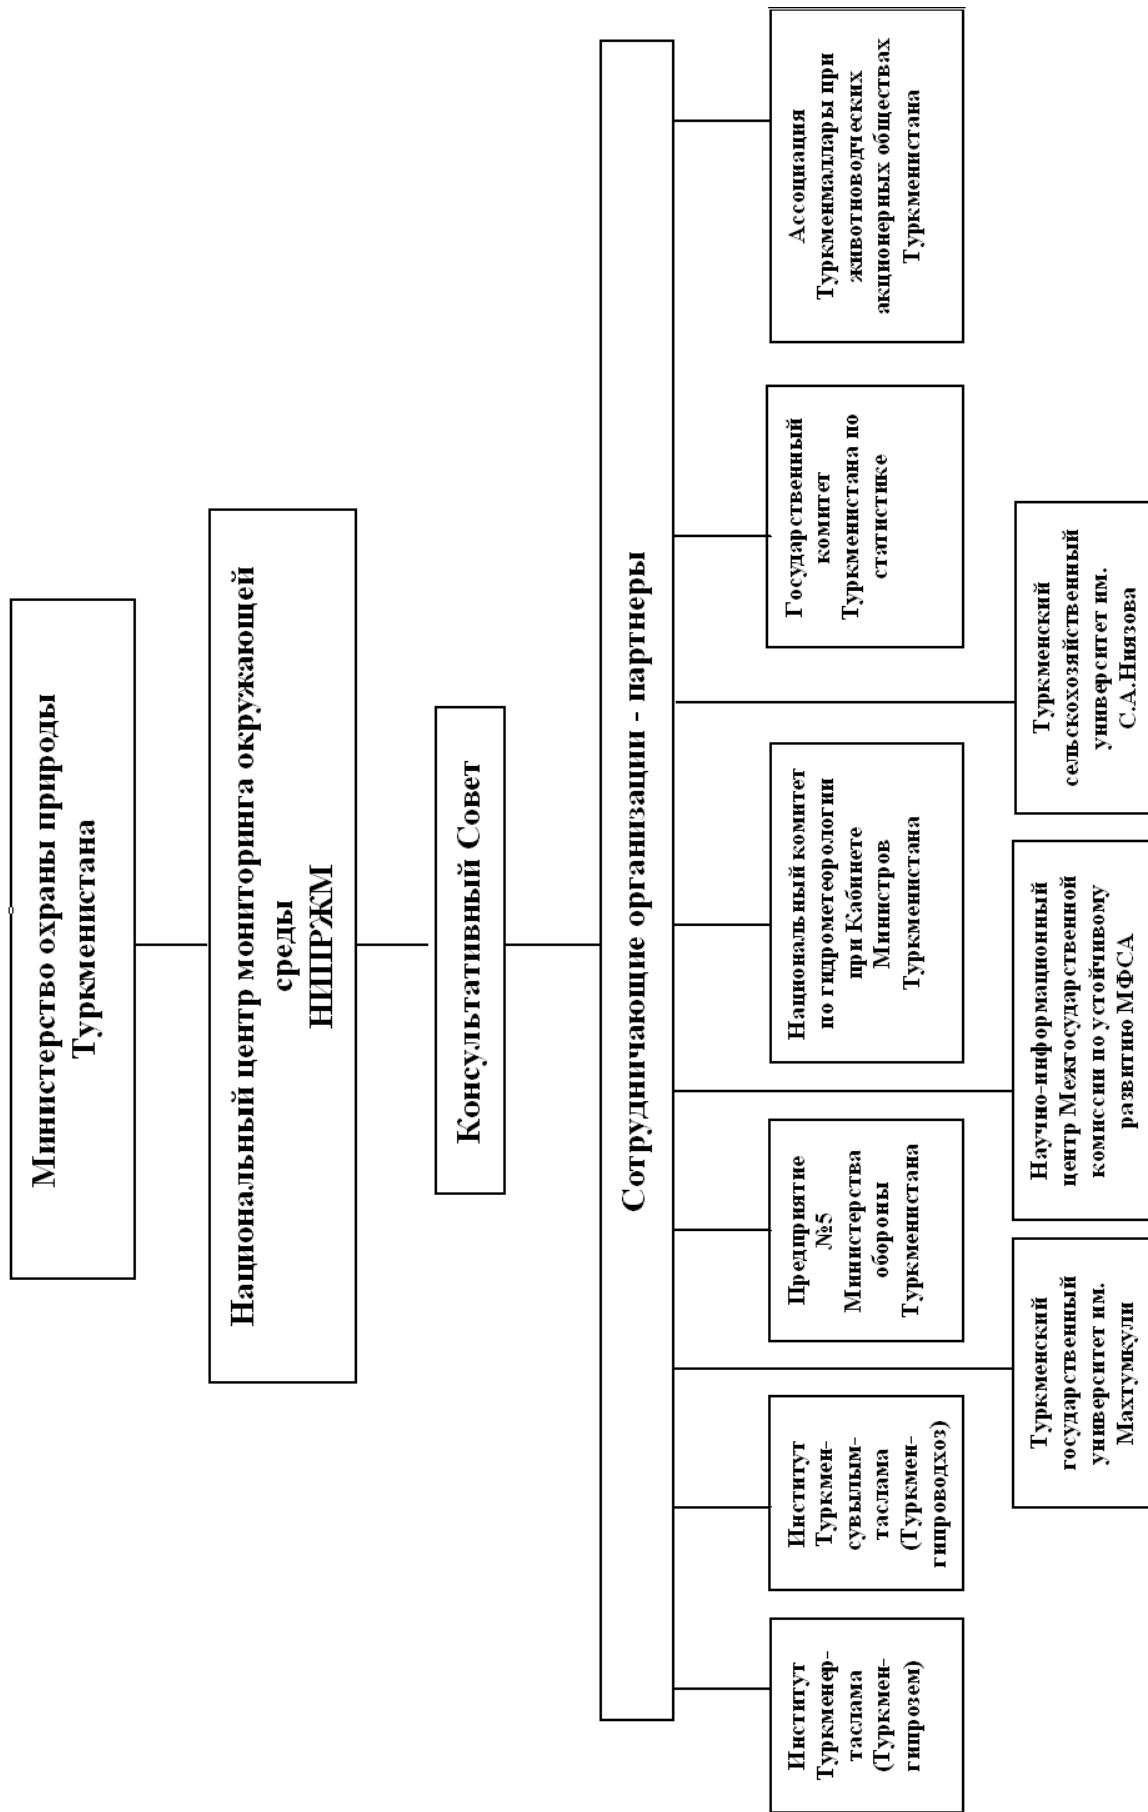 Министерство охраны природы
Туркменистана
Национальный центр мониторинга окружающей
среды
НИПРЖМ
Консультативный Совет
Сотрудничающие организации - партнеры
Институт
Туркменер-
таслама
(Туркмен-
гипрозем)
Институт
Туркмен-
сувылым-
таслама
(Туркмен-
гипроводхоз)
Предприятие
№5
Министерства
обороны
Туркменистана
Национальный комитет
по гидрометеорологии
при Кабинете
Министров
Туркменистана
Государственный
комитет
Туркменистана по
статистике
Ассоциация
Туркменмаллары при
животноводческих
акционерных обществах
Туркменистана
Туркменский
государственный
университет им.
Махтумкули
Научно-информационный
центр Межгосударственной
комиссии по устойчивому
развитию МФСА
Туркменский
сельскохозяйственный
университет им.
С.А.Ниязова